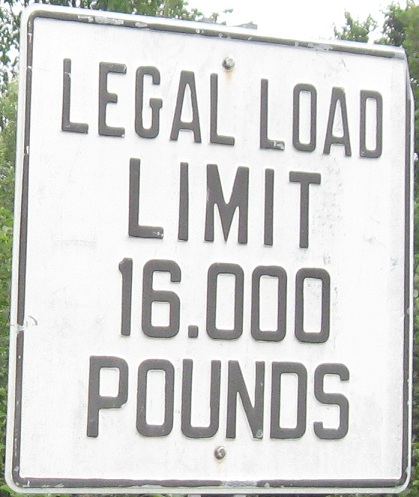 LEGAL LOAD
LIMIT
16.000
POUNDS